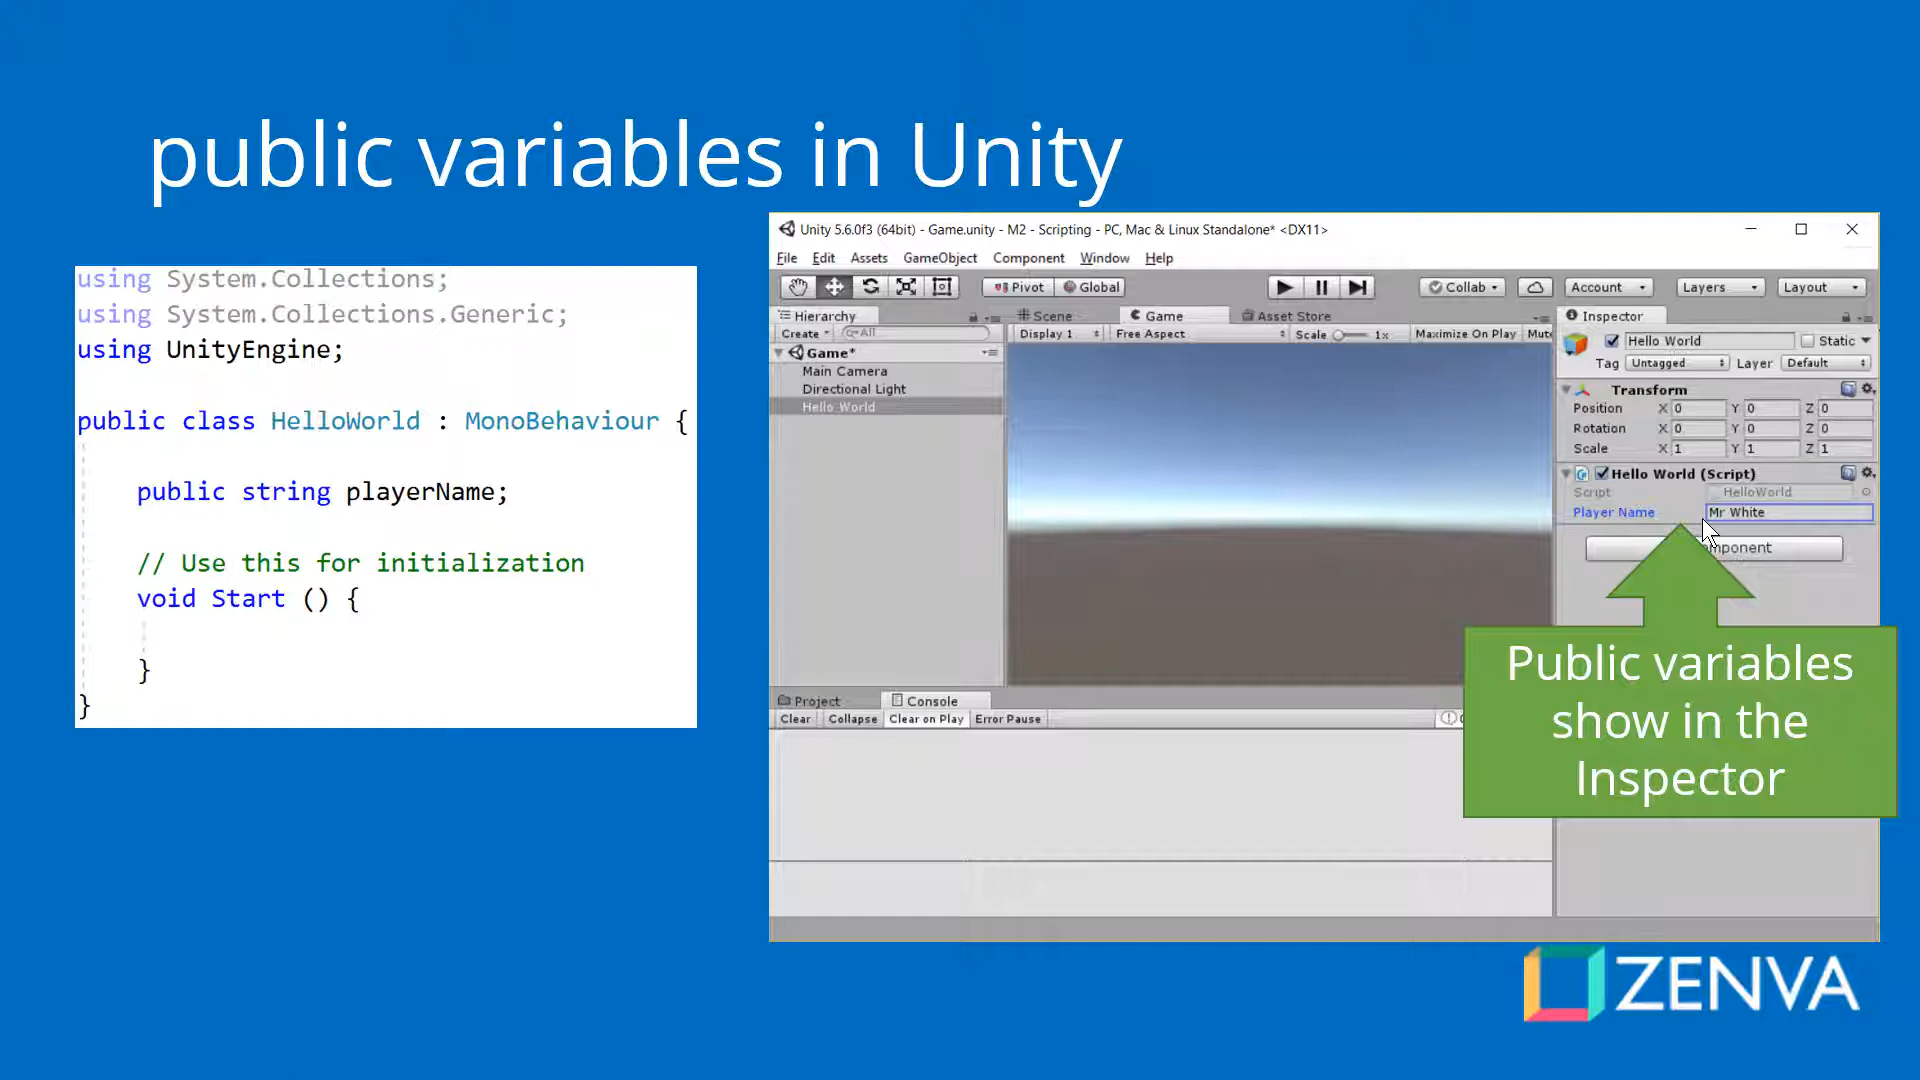 public variables in Unity
using System.Collections;
using System.Collections.Generic;
using UnityEngine;
public class HelloWorld : MonoBehaviour {
public string playerName;
// Use this for initialization
void Start () {
}
}
Unity 5.6.0f3 (64bit) - Game.unity - M2 - Scripting - PC, Mac & Linux Standalone* <DX11>
File Edit Assets GameObject Component Window Help
Pivot Global Collab Account Layers Layout
Hierarchy Scene Game Asset Store Inspector
Create All Display 1 Free Aspect Scale 1x Maximize On Play Mute
Game*
Main Camera
Directional Light
Hello World
Hello World Static
Tag Untagged Layer Default
Transform
Position X 0 Y 0 Z 0
Rotation X 0 Y 0 Z 0
Scale X 1 Y 1 Z 1
Hello World (Script)
Script HelloWorld
Player Name Mr White
mponent
Public variables
show in the
Inspector
Project Console
Clear Collapse Clear on Play Error Pause
ZENVA